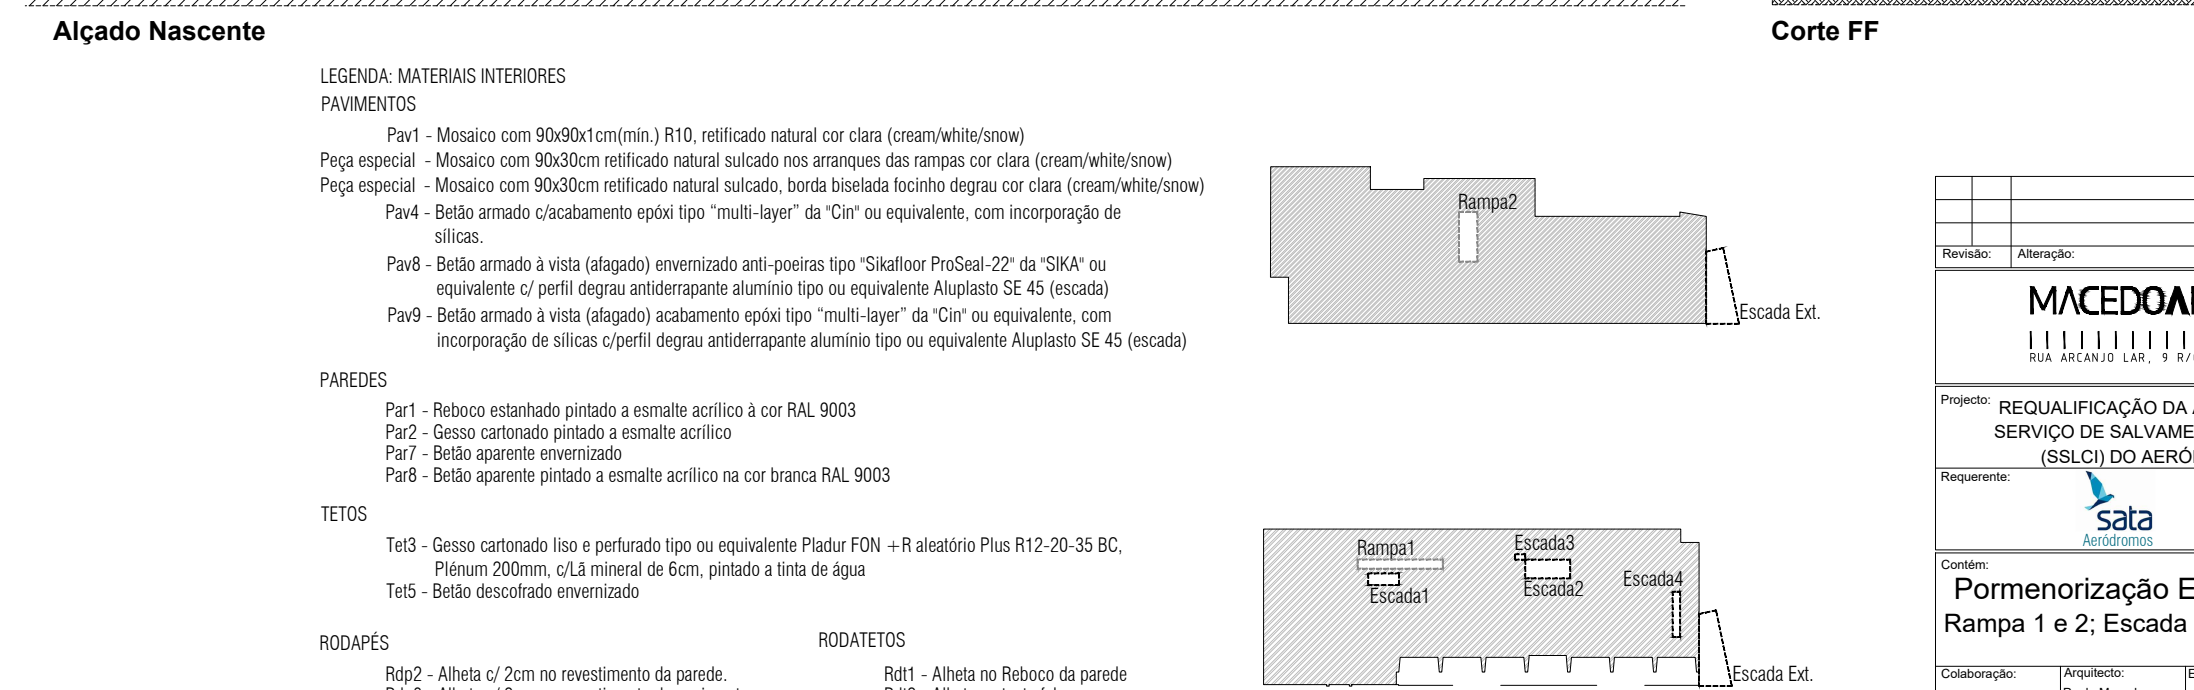 Alçado Nascente
Corte FF
LEGENDA: MATERIAIS INTERIORES
PAVIMENTOS
Pav1 - Mosaico com 90x90x1cm(mín.) R10, retificado natural cor clara (cream/white/snow)
Peça especial - Mosaico com 90x30cm retificado natural sulcado nos arranques das rampas cor clara (cream/white/snow)
Peça especial - Mosaico com 90x30cm retificado natural sulcado, borda biselada focinho degrau cor clara (cream/white/snow)
Pav4 - Betão armado c/acabamento epóxi tipo “multi-layer” da "Cin" ou equivalente, com incorporação de
sílicas.
Pav8 - Betão armado à vista (afagado) envernizado anti-poeiras tipo "Sikafloor ProSeal-22" da "SIKA" ou
equivalente c/ perfil degrau antiderrapante alumínio tipo ou equivalente Aluplasto SE 45 (escada)
Pav9 - Betão armado à vista (afagado) acabamento epóxi tipo “multi-layer” da "Cin" ou equivalente, com
incorporação de sílicas c/perfil degrau antiderrapante alumínio tipo ou equivalente Aluplasto SE 45 (escada)
PAREDES
Par1 - Reboco estanhado pintado a esmalte acrílico à cor RAL 9003
Par2 - Gesso cartonado pintado a esmalte acrílico
Par7 - Betão aparente envernizado
Par8 - Betão aparente pintado a esmalte acrílico na cor branca RAL 9003
TETOS
Tet3 - Gesso cartonado liso e perfurado tipo ou equivalente Pladur FON +R aleatório Plus R12-20-35 BC,
Plénum 200mm, c/Lã mineral de 6cm, pintado a tinta de água
Tet5 - Betão descofrado envernizado
RODAPÉS
Rdp2 - Alheta c/ 2cm no revestimento da parede.
RODATETOS
Rdt1 - Alheta no Reboco da parede
Rampa2
Escada Ext.
Rampa1
Escada3
Escada1
Escada2
Escada4
Escada Ext.
Revisão:
Alteração:
MACEDOA
RUA ARCANJO LAR, 9 R/
Projecto:
REQUALIFICAÇÃO DA
SERVIÇO DE SALVAME
(SSLCI) DO AERÓ
Requerente:
sata
Aeródromos
Contém:
Pormenorização E
Rampa 1 e 2; Escada
Colaboração:
Arquitecto: